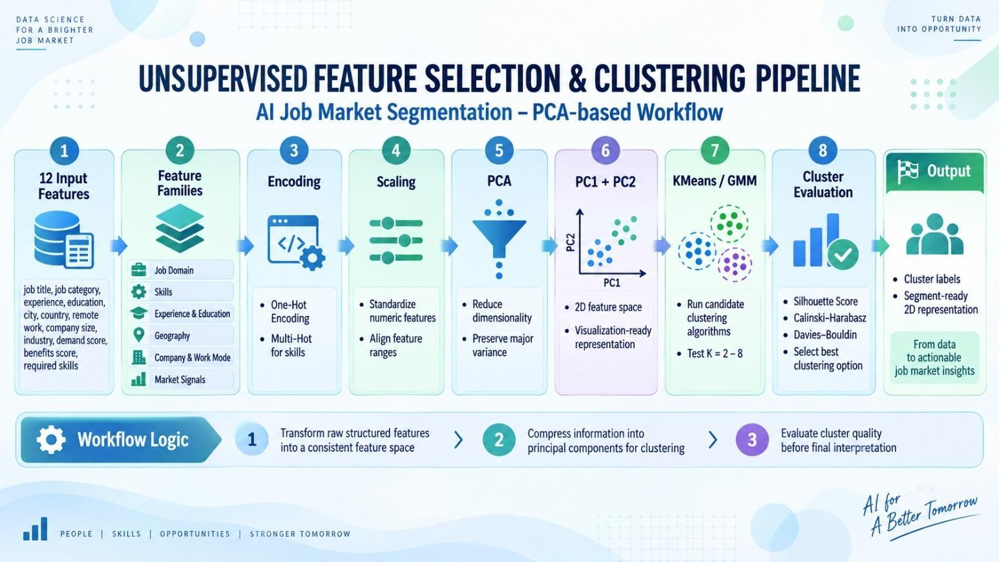 DATA SCIENCE
FOR A BRIGHTER
JOB MARKET
TURN DATA
INTO OPPORTUNITY
UNSUPERVISED FEATURE SELECTION & CLUSTERING PIPELINE
AI Job Market Segmentation – PCA-based Workflow
1
12 Input
Features
job title, job category,
experience, education,
city, country, remote
work, company size,
industry, demand score,
benefits score,
required skills
2
Feature
Families
Job Domain
Skills
Experience & Education
Geography
Company & Work Mode
Market Signals
3
Encoding
• One-Hot
Encoding
• Multi-Hot
for skills
4
Scaling
• Standardize
numeric features
• Align feature
ranges
5
PCA
• Reduce
dimensionality
• Preserve major
variance
6
PC1 + PC2
PC2
PC1
• 2D feature space
• Visualization-ready
representation
7
KMeans / GMM
• Run candidate
clustering
algorithms
• Test K = 2 – 8
8
Cluster
Evaluation
• Silhouette Score
• Calinski–Harabasz
• Davies–Bouldin
• Select best
clustering option
Output
• Cluster labels
• Segment-ready
2D representation
From data
to actionable
job market insights
Workflow Logic
1
Transform raw structured features
into a consistent feature space
2
Compress information into
principal components for clustering
3
Evaluate cluster quality
before final interpretation
PEOPLE | SKILLS | OPPORTUNITIES | STRONGER TOMORROW
AI for
A Better Tomorrow